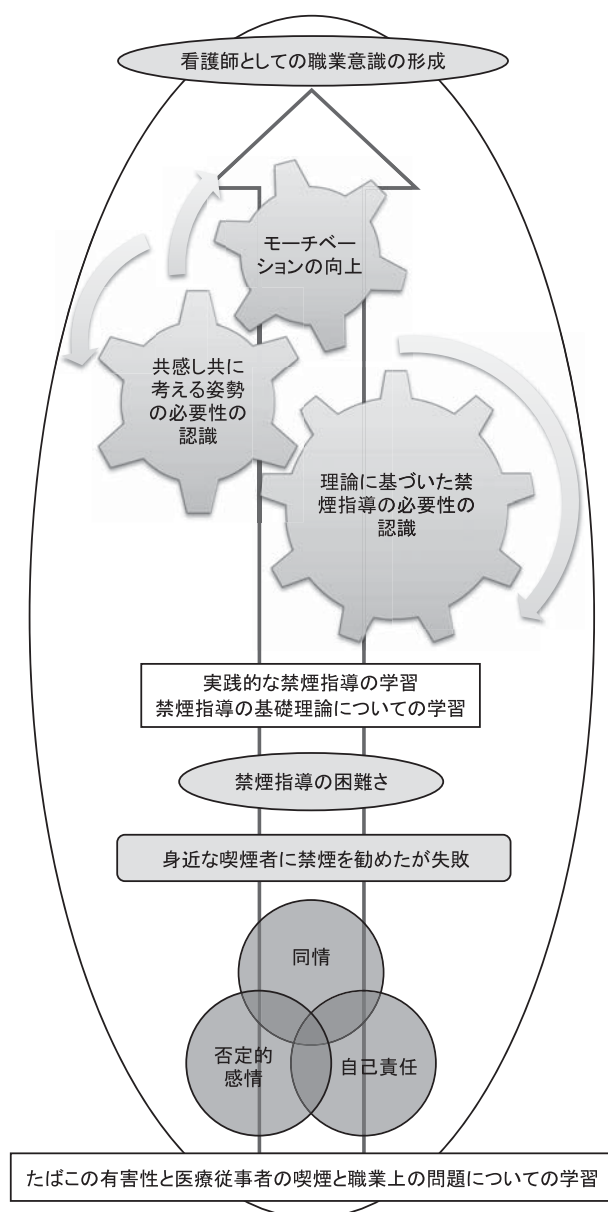 看護師としての職業意識の形成
モーチベー
ションの向上
共感し共に
考える姿勢
の必要性の
認識
理論に基づいた禁
煙指導の必要性の
認識
実践的な禁煙指導の学習
禁煙指導の基礎理論についての学習
禁煙指導の困難さ
身近な喫煙者に禁煙を勧めたが失敗
同情
否定的
感情
自己責任
たばこの有害性と医療従事者の喫煙と職業上の問題についての学習